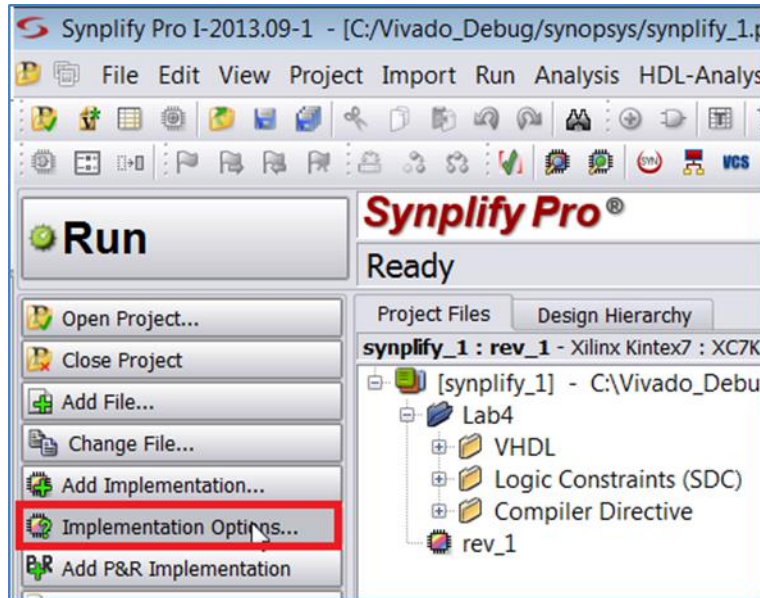 Synplify Pro I-2013.09-1 - [C:/Vivado_Debug/synopsys/synplify_1.p
File Edit View Project Import Run Analysis HDL-Analys
SYN VCS
Run
Synplify Pro®
Ready
Open Project...
Close Project
Add File...
Change File...
Add Implementation...
Implementation Options...
P&R Add P&R Implementation
Project Files Design Hierarchy
synplify_1 : rev_1 - Xilinx Kintex7 : XC7K
[synplify_1] - C:\Vivado_Debu
Lab4
VHDL
Logic Constraints (SDC)
Compiler Directive
rev_1